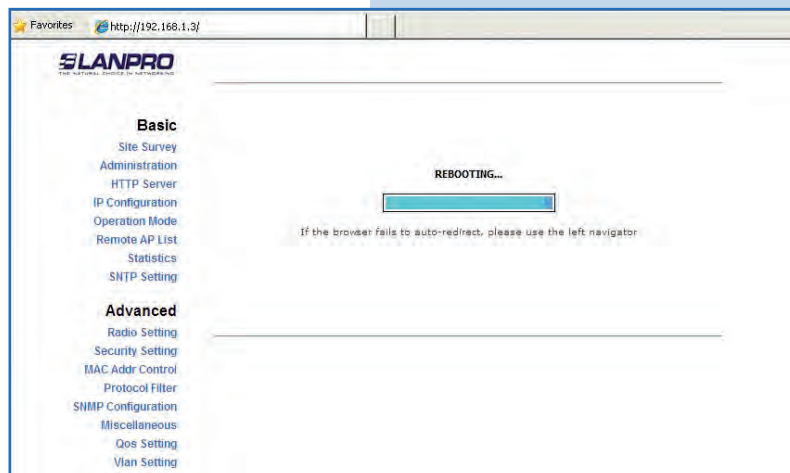 Favorites http://192.168.1.3/
LANPRO
THE NATURAL CHOICE IN NETWORKING
Basic
Site Survey
Administration
HTTP Server
IP Configuration
Operation Mode
Remote AP List
Statistics
SNTP Setting
Advanced
Radio Setting
Security Setting
MAC Addr Control
Protocol Filter
SNMP Configuration
Miscellaneous
Qos Setting
Vlan Setting
REBOOTING...
If the browser fails to auto-redirect, please use the left navigator